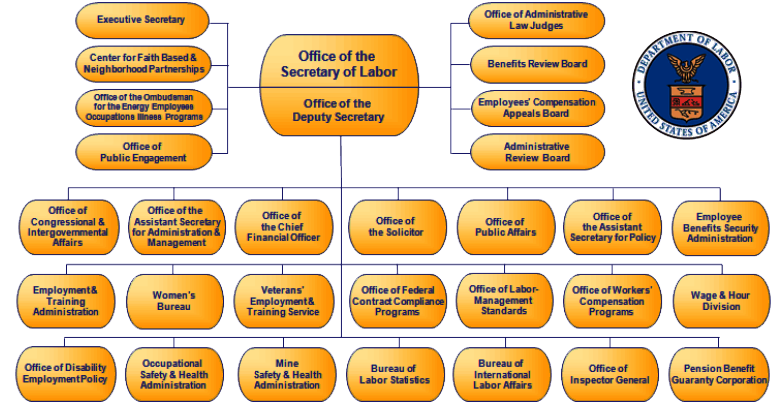 Executive Secretary
Center for Faith Based &
Neighborhood Partnerships
Office of the Ombudsman
for the Energy Employees
Occupations Illness Programs
Office of
Public Engagement
Office of the
Secretary of Labor
Office of the
Deputy Secretary
Office of Administrative
Law Judges
Benefits Review Board
Employees' Compensation
Appeals Board
Administrative
Review Board
DEPARTMENT OF LABOR
UNITED STATES OF AMERICA
Office of
Congressional &
Intergovernmental
Affairs
Office of the
Assistant Secretary
for Administration &
Management
Office of
the Chief
Financial Officer
Office of
the Solicitor
Office of
Public Affairs
Office of
the Assistant
Secretary for Policy
Employee
Benefits Security
Administration
Employment &
Training
Administration
Women's
Bureau
Veterans'
Employment &
Training Service
Office of Federal
Contract Compliance
Programs
Office of Labor-
Management
Standards
Office of Workers'
Compensation
Programs
Wage & Hour
Division
Office of Disability
Employment Policy
Occupational
Safety & Health
Administration
Mine
Safety & Health
Administration
Bureau of
Labor Statistics
Bureau of
International
Labor Affairs
Office of
Inspector General
Pension Benefit
Guaranty Corporation